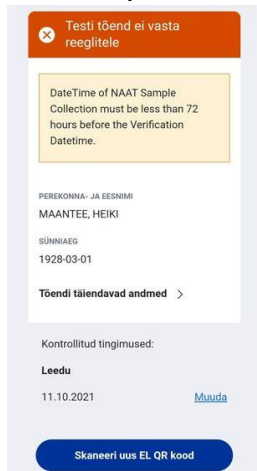 Testi tõend ei vasta
reeglitele
DateTime of NAAT Sample
Collection must be less than 72
hours before the Verification
Datetime.
PEREKONNA- JA EESNIMI
MAANTEE, HEIKI
SÜNNIAEG
1928-03-01
Tõendi täiendavad andmed >
Kontrollitud tingimused:
Leedu
11.10.2021 Muuda
Skaneeri uus EL QR kood